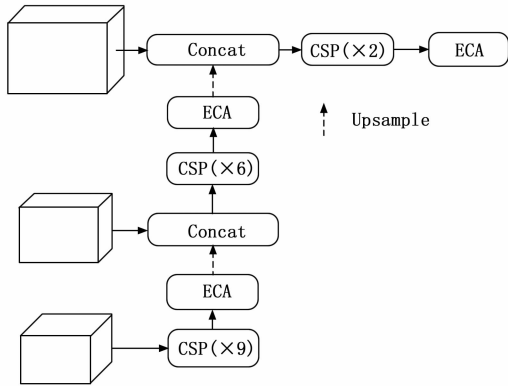 Concat
CSP(×2)
ECA
ECA
Upsample
CSP(×6)
Concat
ECA
CSP(×9)